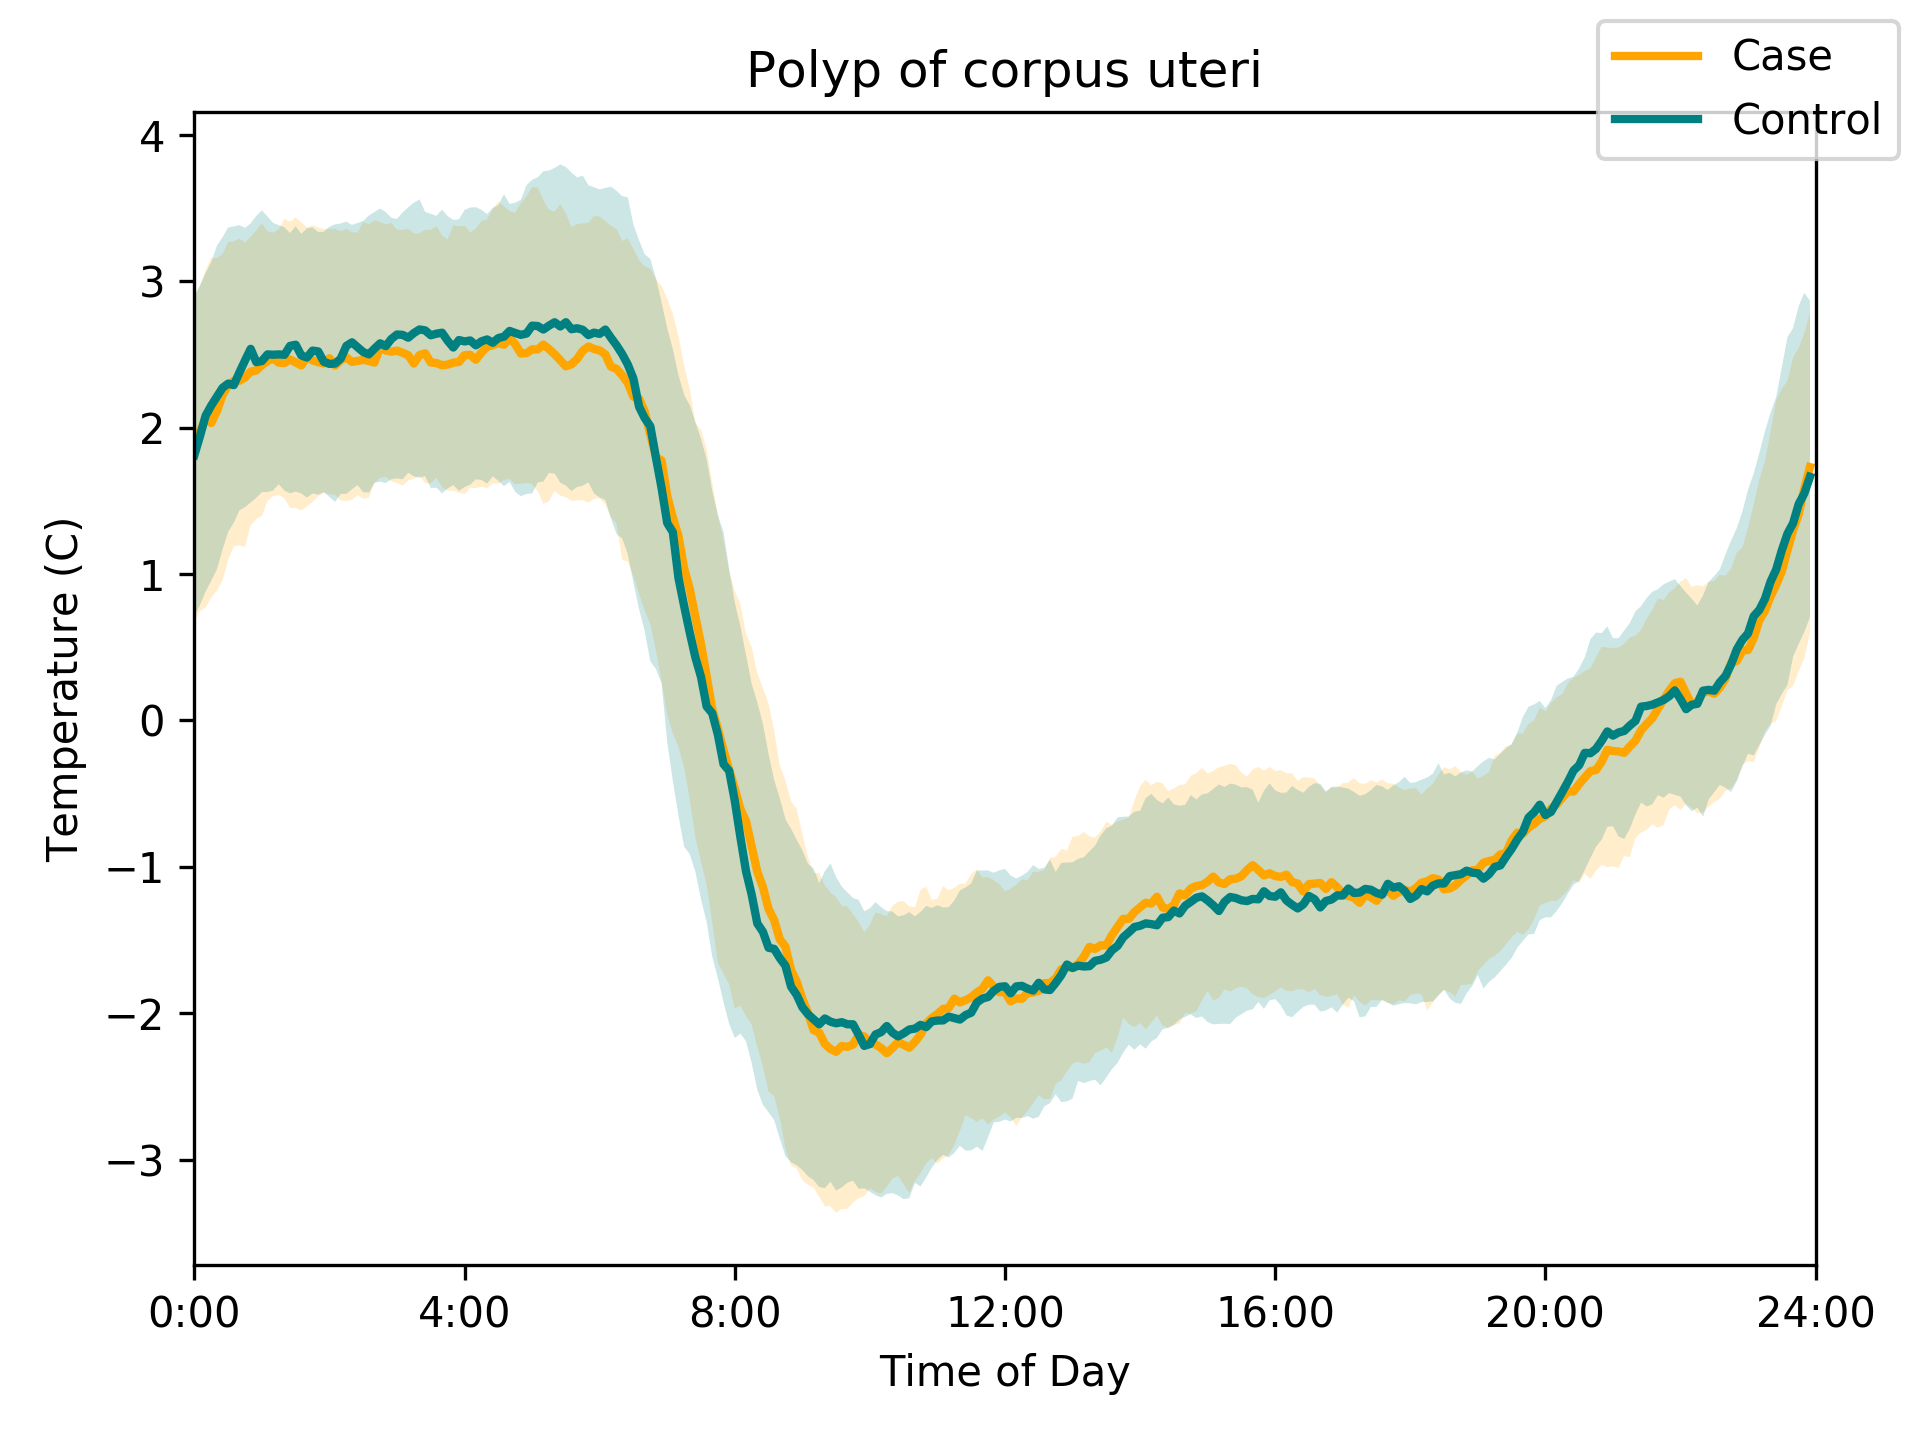 Polyp of corpus uteri
Case
Control
4
3
2
1
0
−1
−2
−3
Temperature (C)
0:00 4:00 8:00 12:00 16:00 20:00 24:00
Time of Day